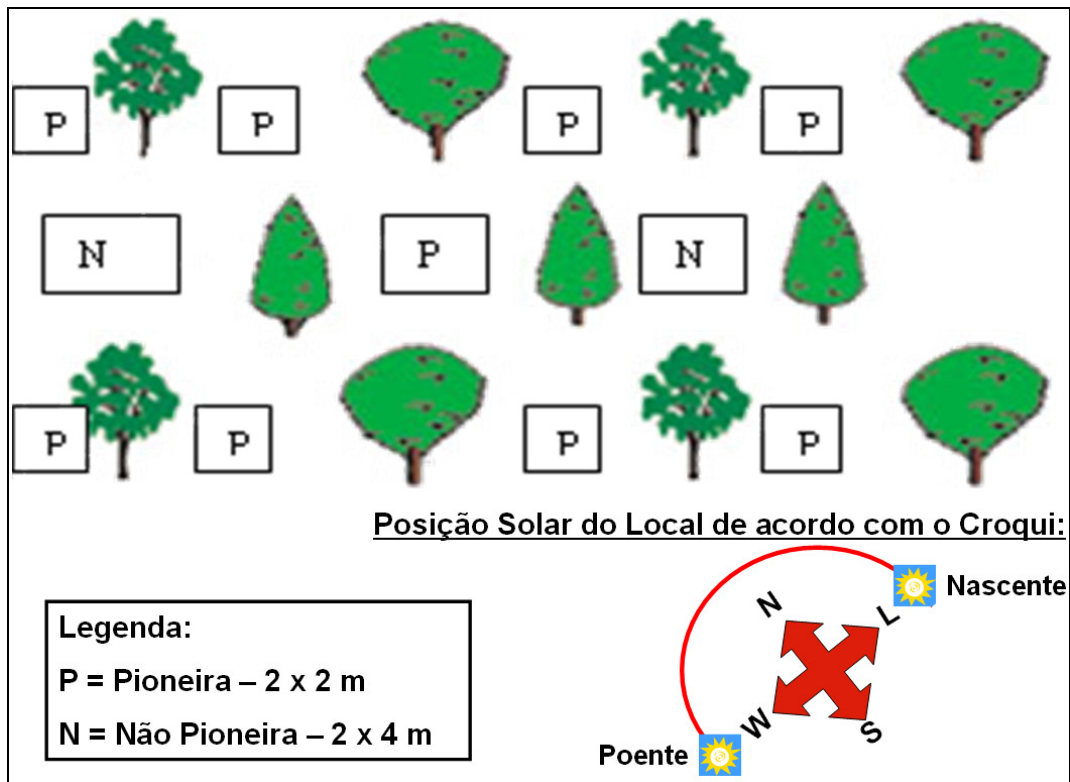 P P P P
N P N
P P P P
Posição Solar do Local de acordo com o Croqui:
Nascente
N L
W S
Poente
Legenda:
P = Pioneira – 2 x 2 m
N = Não Pioneira – 2 x 4 m